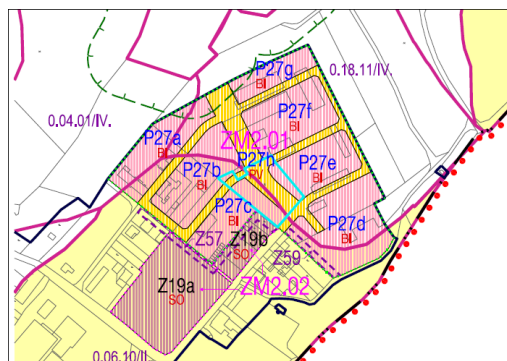 P27g
BI
0.18.11/IV.
0.04.01/IV.
P27f
BI
P27a
BI
ZM2.01
P27h
PV
P27e
BI
P27b
BI
P27c
BI
P27d
BI
Z57
Z19b
SO
Z59
Z19a
SO
ZM2.02
0.06.10/II.